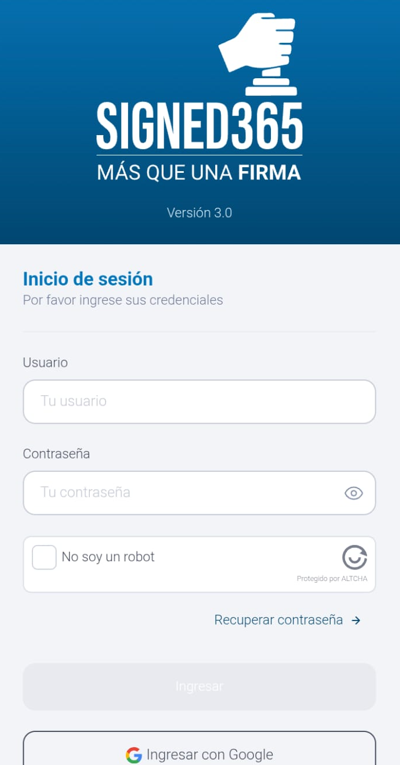 SIGNED365
MÁS QUE UNA FIRMA
Versión 3.0
Inicio de sesión
Por favor ingrese sus credenciales
Usuario
Tu usuario
Contraseña
Tu contraseña
No soy un robot
Protegido por ALTCHA
Recuperar contraseña →
Ingresar
Ingresar con Google